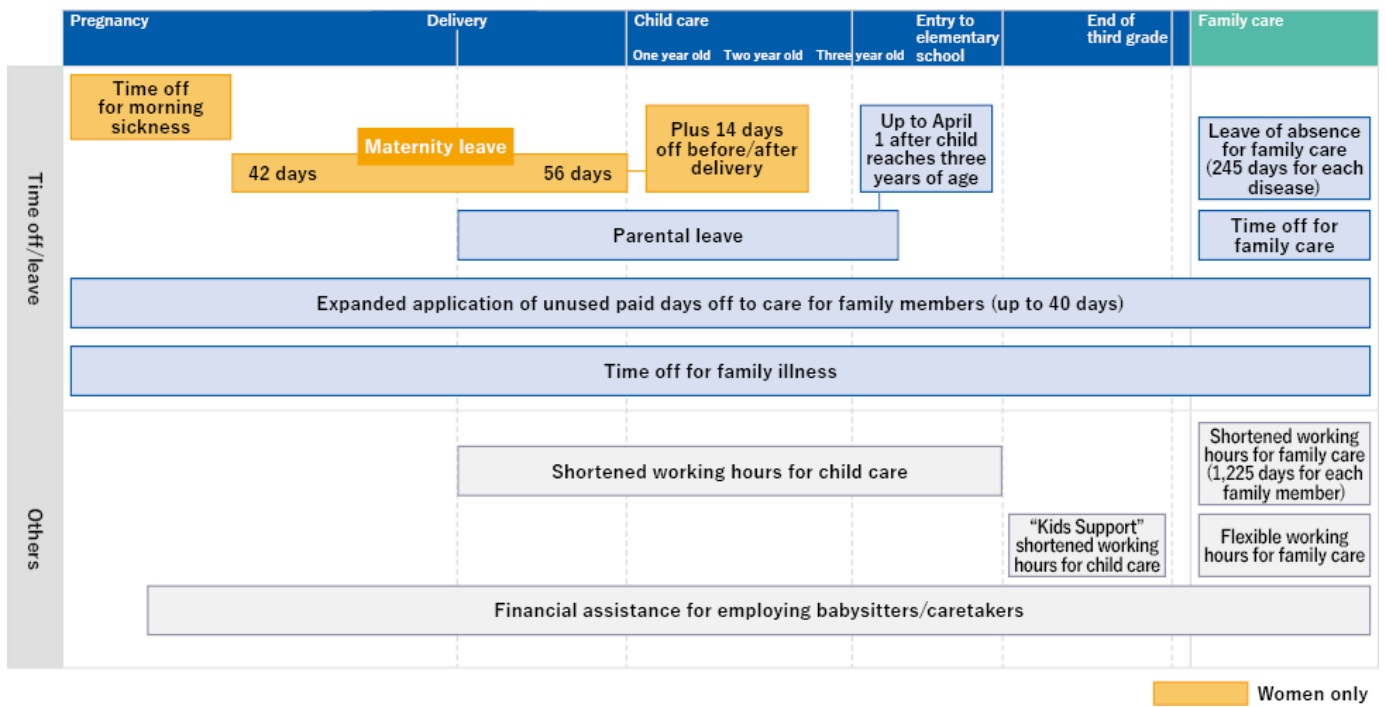 Pregnancy
Delivery
Child care
Entry to
elementary
school
End of
third grade
Family care
One year old
Two year old
Three year old
Time off/leave
Time off
for morning
sickness
Maternity leave
42 days
56 days
Plus 14 days
off before/after
delivery
Up to April
1 after child
reaches three
years of age
Leave of absence
for family care
(245 days for each
disease)
Parental leave
Time off for
family care
Expanded application of unused paid days off to care for family members (up to 40 days)
Time off for family illness
Others
Shortened working hours for child care
Shortened working
hours for family care
(1,225 days for each
family member)
“Kids Support”
shortened working
hours for child care
Flexible working
hours for family care
Financial assistance for employing babysitters/caretakers
Women only